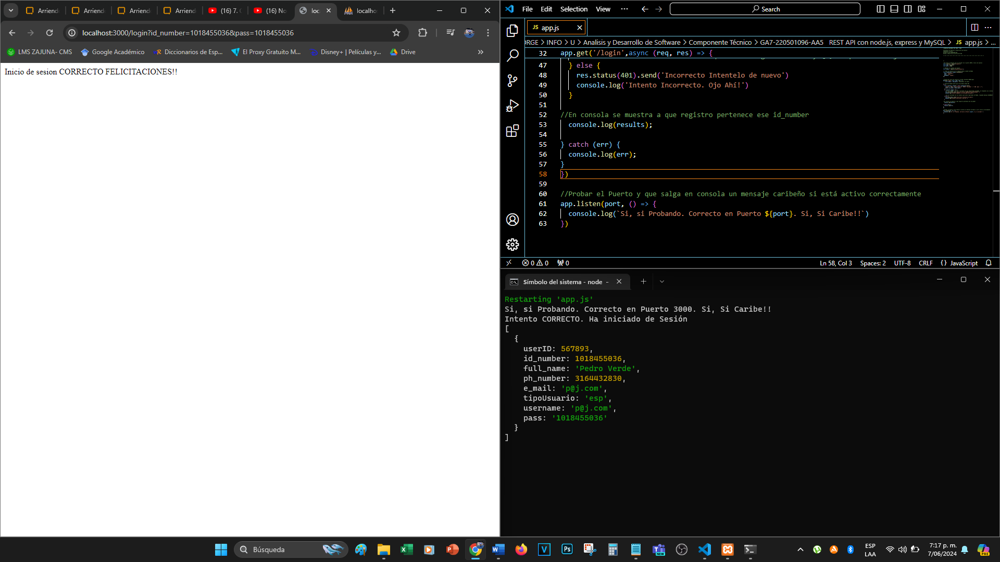 Arriend
Arriend
Arriend
Arriend
(16) 7. 
(16) No
loc
localho
localhost:3000/login?id_number=1018455036&pass=1018455036
LMS ZAJUNA- CMS
Google Académico
Diccionarios de Esp...
El Proxy Gratuito M...
Disney+ | Películas y...
Drive
Inicio de sesion CORRECTO FELICITACIONES!!
File Edit Selection View ... Search
JS app.js
ORGE > INFO > U > Analisis y Desarrollo de Software > Componente Técnico > GA7-220501096-AA5 REST API con node.js, express y MySQL > JS app.js > ...
32 app.get('/login',async (req, res) => {
47 } else {
48 res.status(401).send('Incorrecto Intentelo de nuevo')
49 console.log('Intento Incorrecto. Ojo Ahí!')
50 }
51
52 //En consola se muestra a que registro pertenece ese id_number
53 console.log(results);
54
55 } catch (err) {
56 console.log(err);
57 }
58 })
59
60 //Probar el Puerto y que salga en consola un mensaje caribeño si está activo correctamente
61 app.listen(port, () => {
62 console.log(`Si, si Probando. Correcto en Puerto ${port}. Si, Si Caribe!!`)
63 })
0 0 0 Ln 58, Col 3 Spaces: 2 UTF-8 CRLF {} JavaScript
Símbolo del sistema - node -
Restarting 'app.js'
Si, si Probando. Correcto en Puerto 3000. Si, Si Caribe!!
Intento CORRECTO. Ha iniciado de Sesión
[
{
userID: 567893,
id_number: 1018455036,
full_name: 'Pedro Verde',
ph_number: 3164432830,
e_mail: 'p@j.com',
tipoUsuario: 'esp',
username: 'p@j.com',
pass: '1018455036'
}
]
Búsqueda
ESP
LAA
7:17 p. m.
7/06/2024